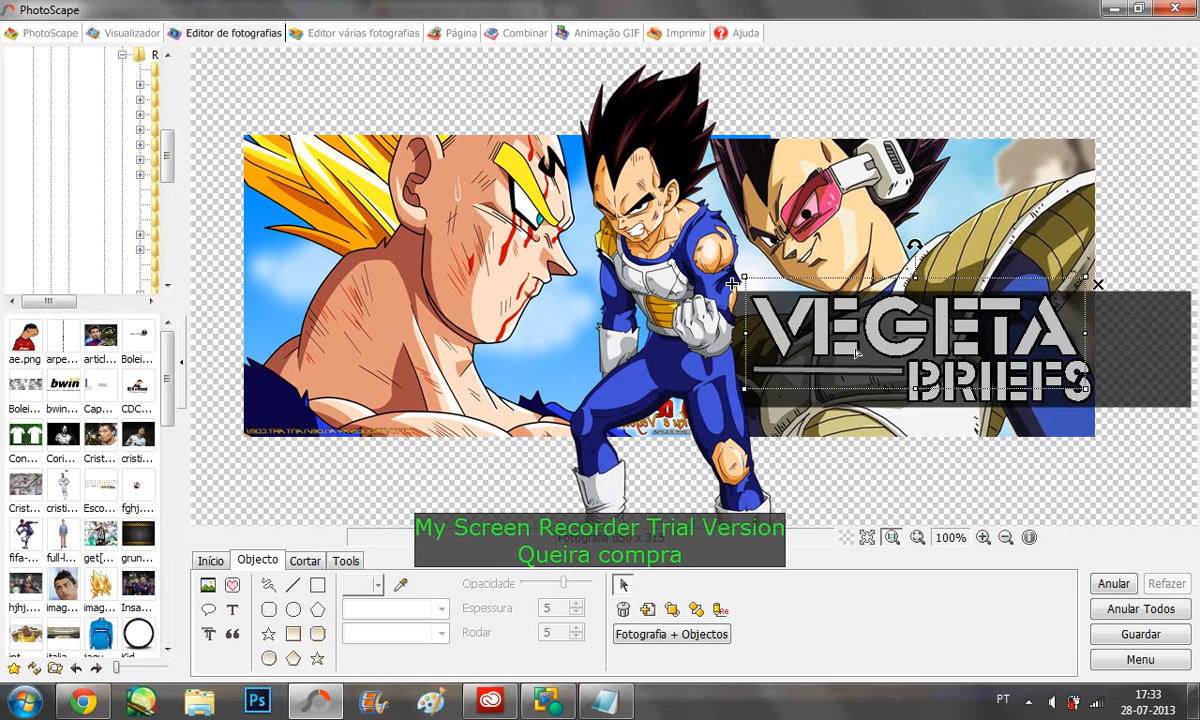 PhotoScape
PhotoScape
Visualizador
Editor de fotografias
Editor várias fotografias
Página
Combinar
Animação GIF
Imprimir
Ajuda
R
VEGETA
BRIEFS
ae.png
arpe...
articl...
Bolei...
Bolei...
bwin...
Cap...
CDC...
Con...
Cori...
Crist...
cristi...
Crist...
cristi...
Esco...
fghj...
fifa-...
full-l...
get[...
grun...
hjhj...
imag...
imag...
Insa...
italia
Kid
My Screen Recorder Trial Version
Queira compra
100%
Início
Objecto
Cortar
Tools
Opacidade
Espessura
5
Rodar
5
Fotografia + Objectos
Anular
Refazer
Anular Todos
Guardar
Menu
Ps
PT
17:33
28-07-2013